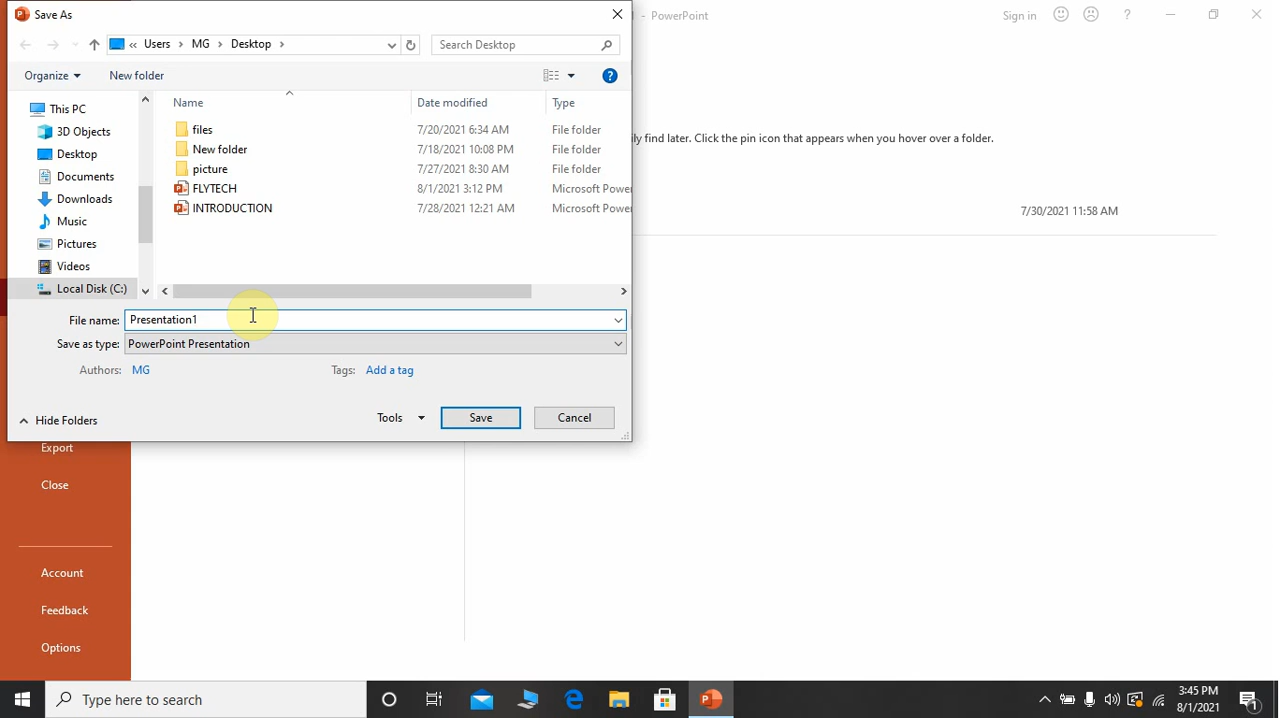 Save As
l - PowerPoint
Sign in
«  Users > MG > Desktop >
Search Desktop
Organize
New folder
This PC
3D Objects
Desktop
Documents
Downloads
Music
Pictures
Videos
Local Disk (C:)
Name Date modified Type
files 7/20/2021 6:34 AM File folder
New folder 7/18/2021 10:08 PM File folder
picture 7/27/2021 8:30 AM File folder
FLYTECH 8/1/2021 3:12 PM Microsoft Power
INTRODUCTION 7/28/2021 12:21 AM Microsoft Power
ily find later. Click the pin icon that appears when you hover over a folder.
7/30/2021 11:58 AM
File name: Presentation1
Save as type: PowerPoint Presentation
Authors: MG Tags: Add a tag
Hide Folders
Tools Save Cancel
Export
Close
Account
Feedback
Options
Type here to search
3:45 PM
8/1/2021
1